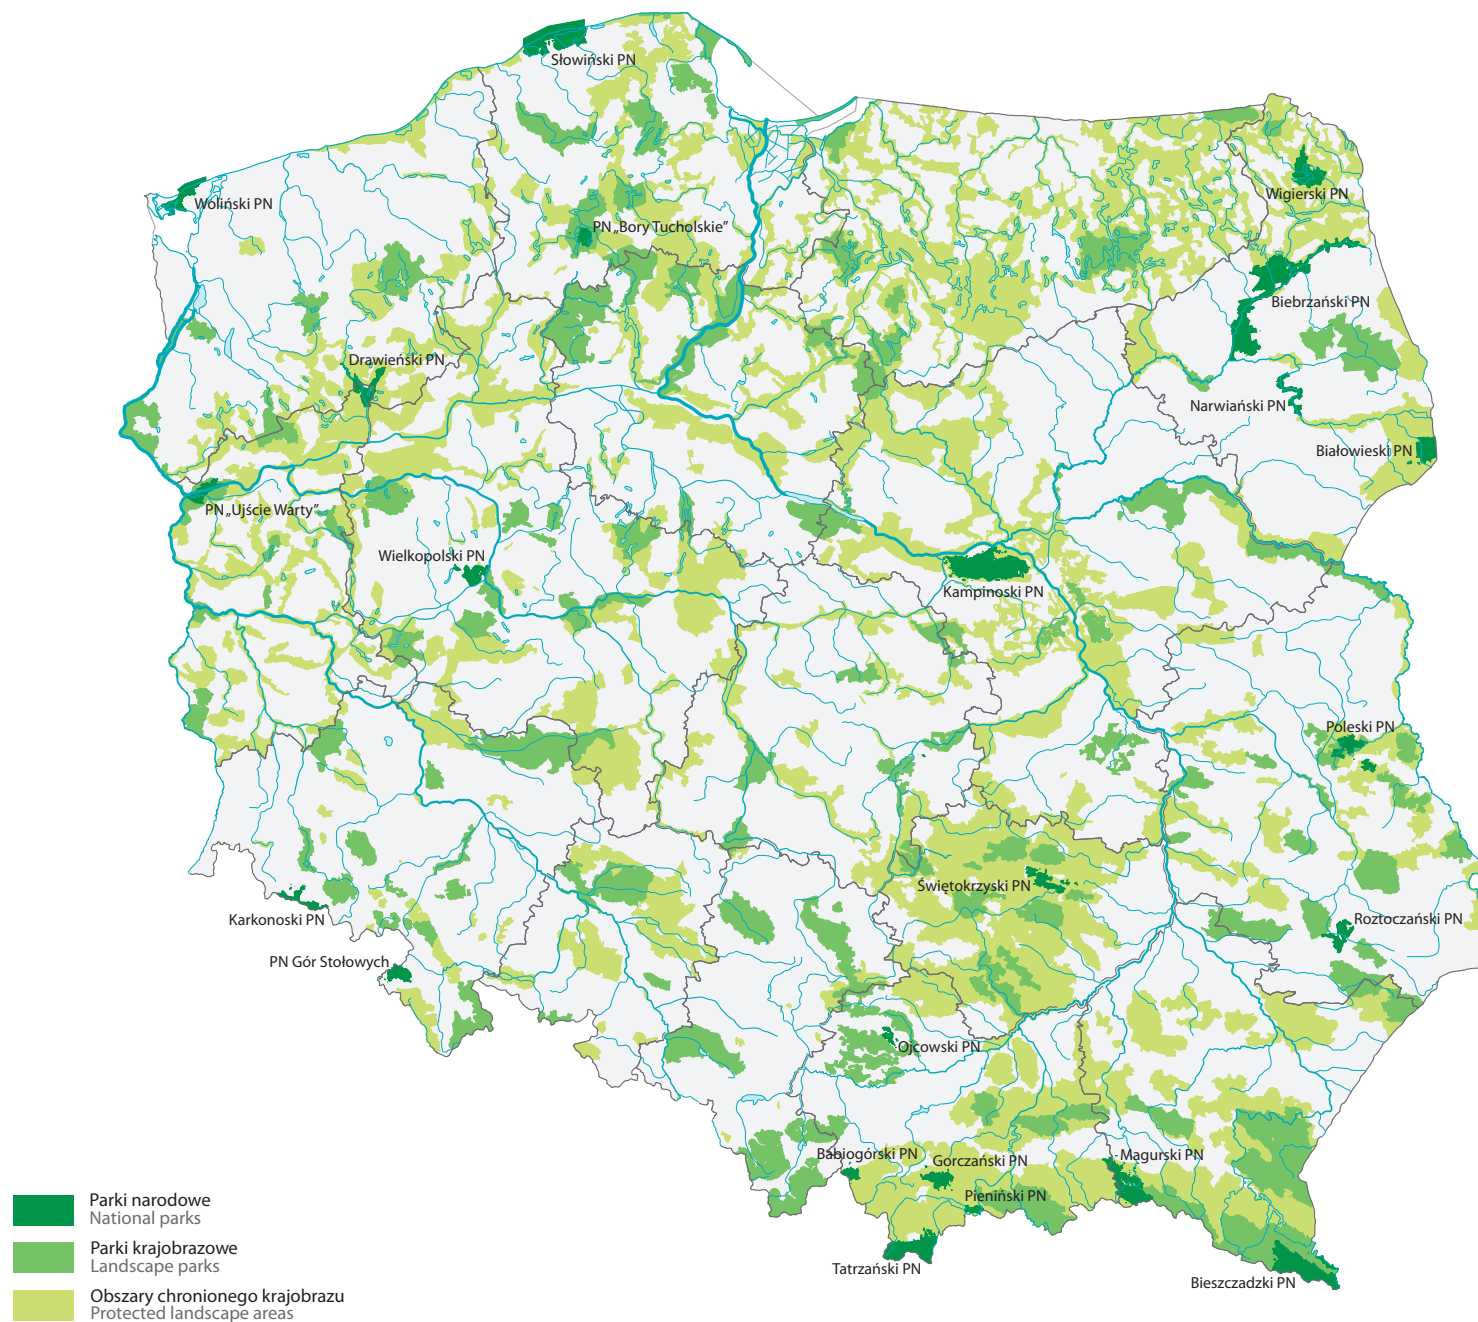 Słowiński PN
Wigierski PN
Woliński PN
PN „Bory Tucholskie”
Biebrzański PN
Drawieński PN
Narwiański PN
Białowieski PN
PN „Ujście Warty”
Wielkopolski PN
Kampinoski PN
Poleski PN
Świętokrzyski PN
Karkonoski PN
Roztoczański PN
PN Gór Stołowych
Ojcowski PN
Babiogórski PN
Gorczański PN
Magurski PN
Pieniński PN
Tatrzański PN
Bieszczadzki PN
Parki narodowe
National parks
Parki krajobrazowe
Landscape parks
Obszary chronionego krajobrazu
Protected landscape areas